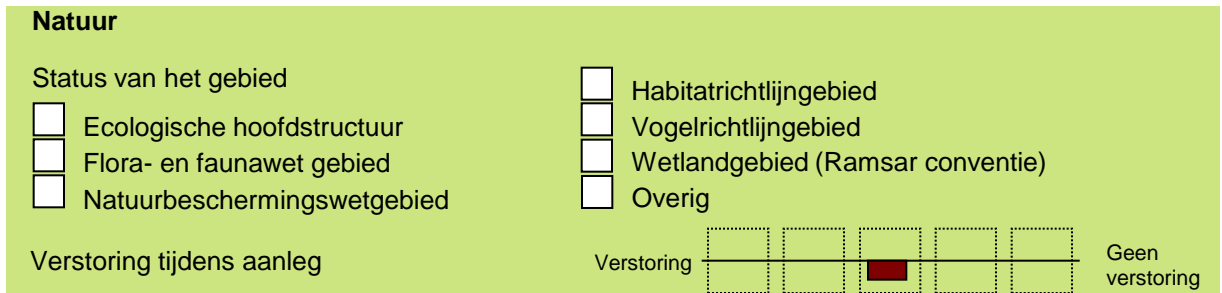 Natuur
Status van het gebied
Ecologische hoofdstructuur
Flora- en faunawet gebied
Natuurbeschermingswetgebied
Habitatrichtlijngebied
Vogelrichtlijngebied
Wetlandgebied (Ramsar conventie)
Overig
Verstoring tijdens aanleg
Verstoring
Geen
verstoring